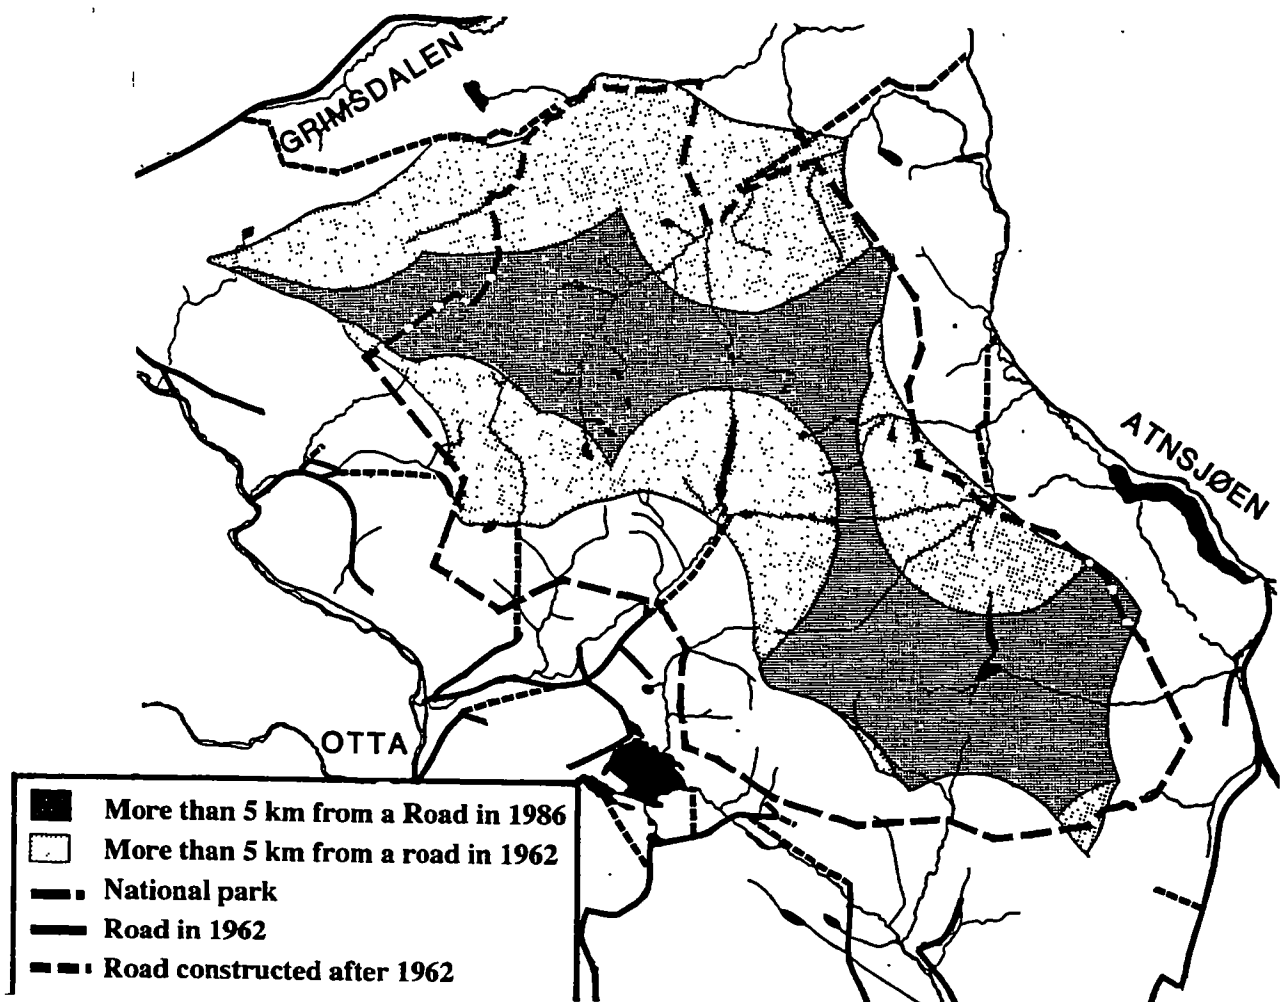 GRIMSDALEN
ATNSJØEN
OTTA
More than 5 km from a Road in 1986
More than 5 km from a road in 1962
National park
Road in 1962
Road constructed after 1962